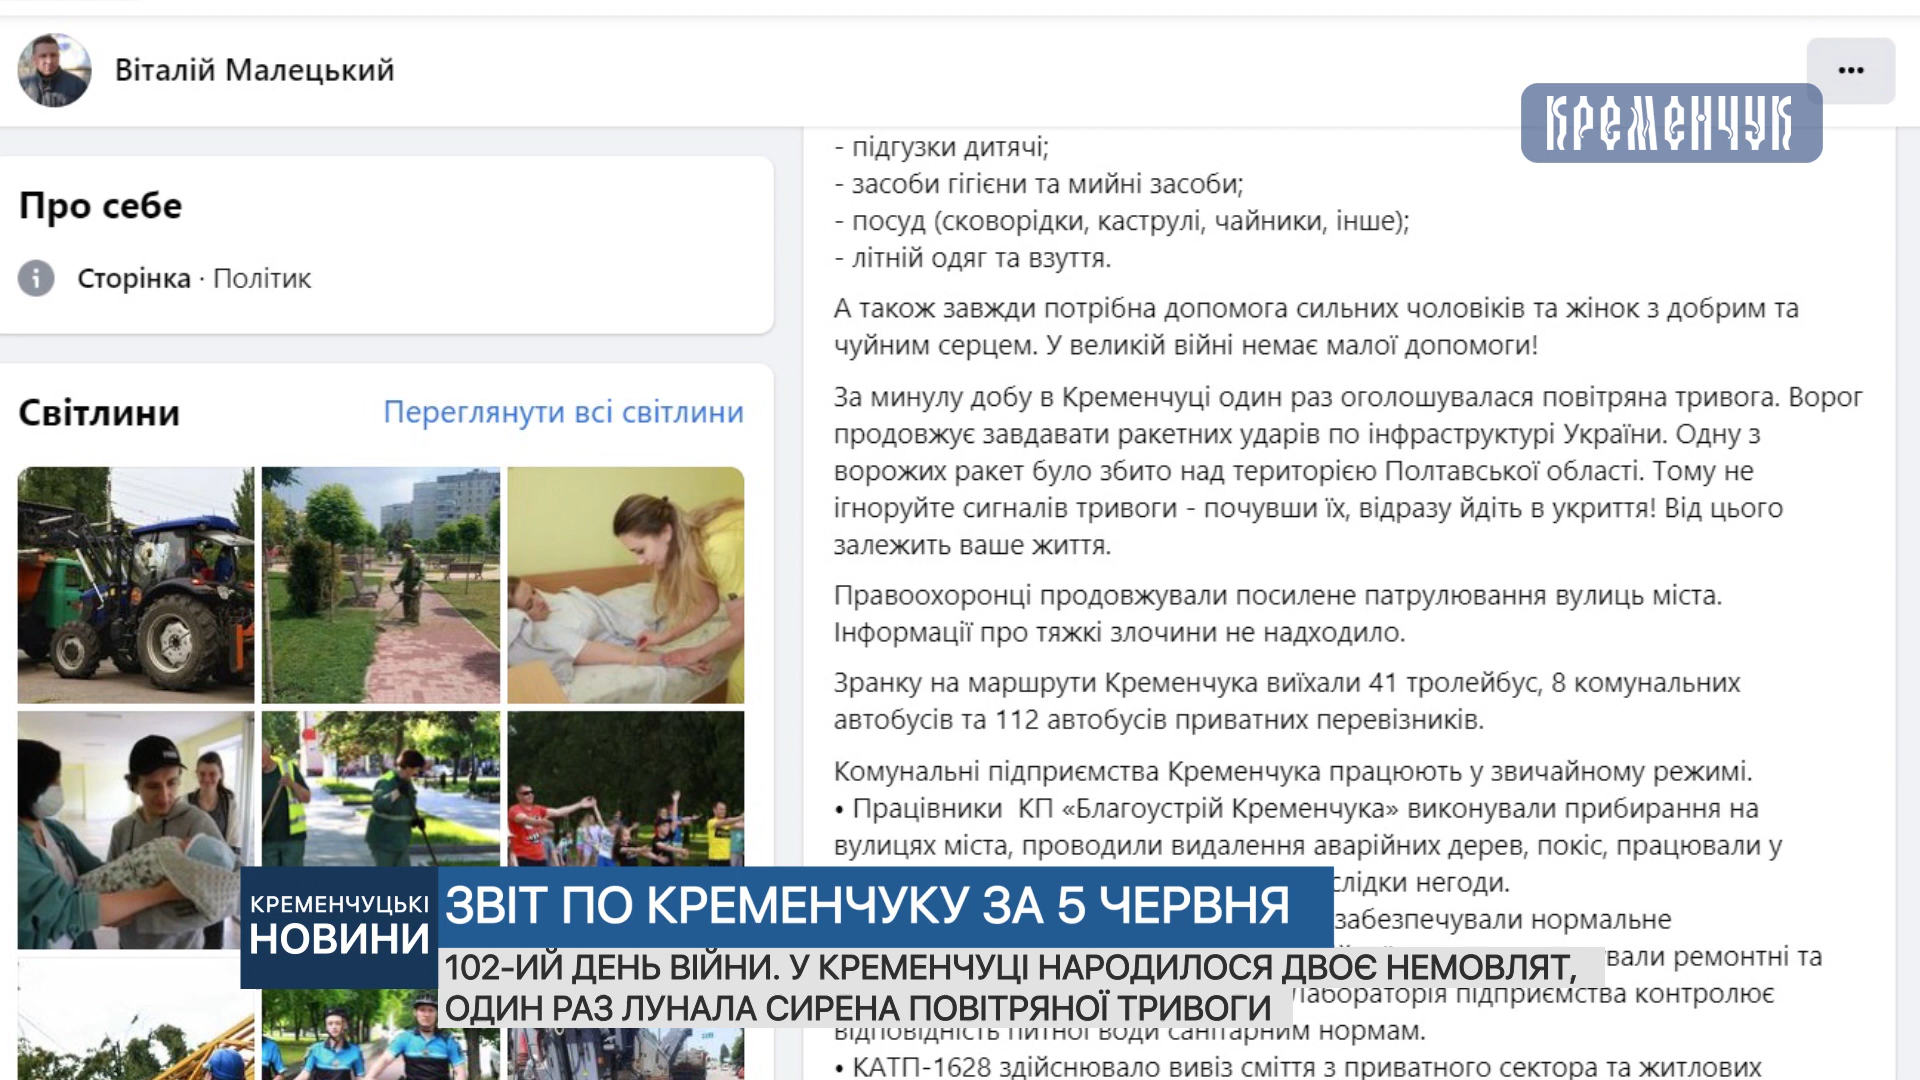 Віталій Малецький
•••
КРЕМЕНЧУК
Про себе
Сторінка · Політик
Світлини
Переглянути всі світлини
- підгузки дитячі;
- засоби гігієни та мийні засоби;
- посуд (сковорідки, каструлі, чайники, інше);
- літній одяг та взуття.
А також завжди потрібна допомога сильних чоловіків та жінок з добрим та
чуйним серцем. У великій війні немає малої допомоги!
За минулу добу в Кременчуці один раз оголошувалася повітряна тривога. Ворог
продовжує завдавати ракетних ударів по інфраструктурі України. Одну з
ворожих ракет було збито над територією Полтавської області. Тому не
ігноруйте сигналів тривоги - почувши їх, відразу йдіть в укриття! Від цього
залежить ваше життя.
Правоохоронці продовжували посилене патрулювання вулиць міста.
Інформації про тяжкі злочини не надходило.
Зранку на маршрути Кременчука виїхали 41 тролейбус, 8 комунальних
автобусів та 112 автобусів приватних перевізників.
Комунальні підприємства Кременчука працюють у звичайному режимі.
• Працівники КП «Благоустрій Кременчука» виконували прибирання на
вулицях міста, проводили видалення аварійних дерев, покіс, працювали у
слідки негоди.
забезпечували нормальне
вали ремонтні та
лабораторія підприємства контролює
відповідність питної води санітарним нормам.
• КАТП-1628 здійснювало вивіз сміття з приватного сектора та житлових
КРЕМЕНЧУЦЬКІ
НОВИНИ
ЗВІТ ПО КРЕМЕНЧУКУ ЗА 5 ЧЕРВНЯ
102-ИЙ ДЕНЬ ВІЙНИ. У КРЕМЕНЧУЦІ НАРОДИЛОСЯ ДВОЄ НЕМОВЛЯТ,
ОДИН РАЗ ЛУНАЛА СИРЕНА ПОВІТРЯНОЇ ТРИВОГИ